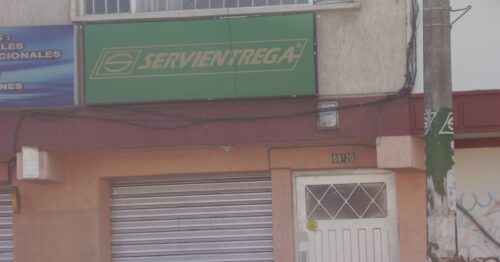 S:
LES
CIONALES
NES
SERVIENTREGA
69-20